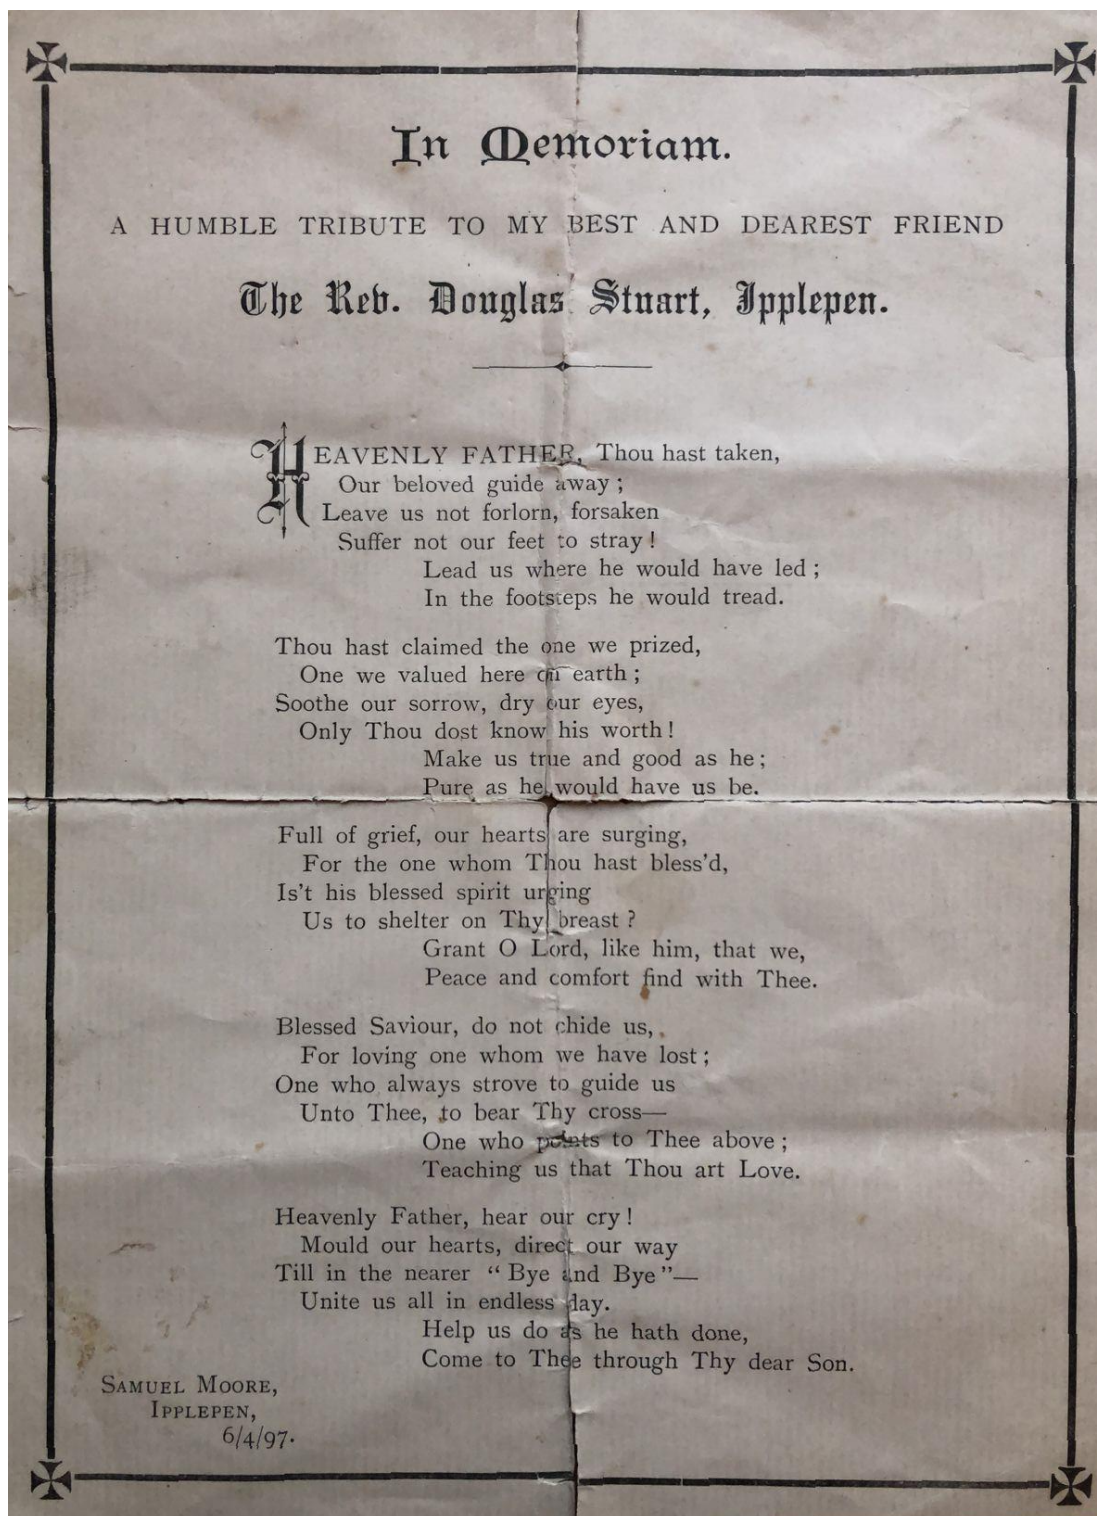 In Memoriam.
A HUMBLE TRIBUTE TO MY BEST AND DEAREST FRIEND
The Rev. Douglas Stuart, Ipplepen.
HEAVENLY FATHER, Thou hast taken,
Our beloved guide away ;
Leave us not forlorn, forsaken
Suffer not our feet to stray !
Lead us where he would have led ;
In the footsteps he would tread.
Thou hast claimed the one we prized,
One we valued here on earth ;
Soothe our sorrow, dry our eyes,
Only Thou dost know his worth !
Make us true and good as he ;
Pure as he would have us be.
Full of grief, our hearts are surging,
For the one whom Thou hast bless'd,
Is't his blessed spirit urging
Us to shelter on Thy breast ?
Grant O Lord, like him, that we,
Peace and comfort find with Thee.
Blessed Saviour, do not chide us,
For loving one whom we have lost ;
One who always strove to guide us
Unto Thee, to bear Thy cross—
One who points to Thee above ;
Teaching us that Thou art Love.
Heavenly Father, hear our cry !
Mould our hearts, direct our way
Till in the nearer “ Bye and Bye ”—
Unite us all in endless day.
Help us do as he hath done,
Come to Thee through Thy dear Son.
SAMUEL MOORE,
IPPLEPEN,
6/4/97.